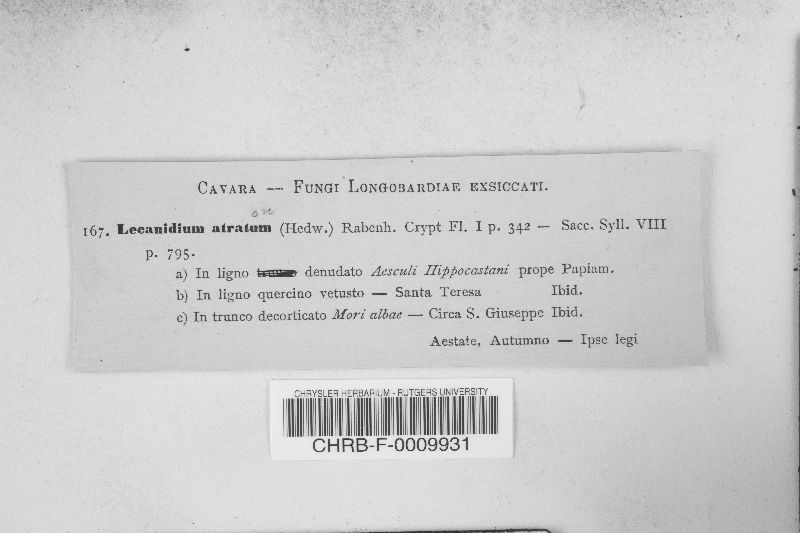 Cavara — Fungi Longobardiae exsiccati.
167. Lecanidium atratum (Hedw.) Rabenh. Crypt Fl. I p. 342 — Sacc. Syll. VIII
p. 795.
a) In ligno denudato Aesculi Hippocastani prope Papiam.
b) In ligno quercino vetusto — Santa Teresa Ibid.
c) In trunco decorticato Mori albae — Circa S. Giuseppe Ibid.
Aestate, Autumno — Ipse legi
CHRYSLER HERBARIUM - RUTGERS UNIVERSITY
CHRB-F-0009931